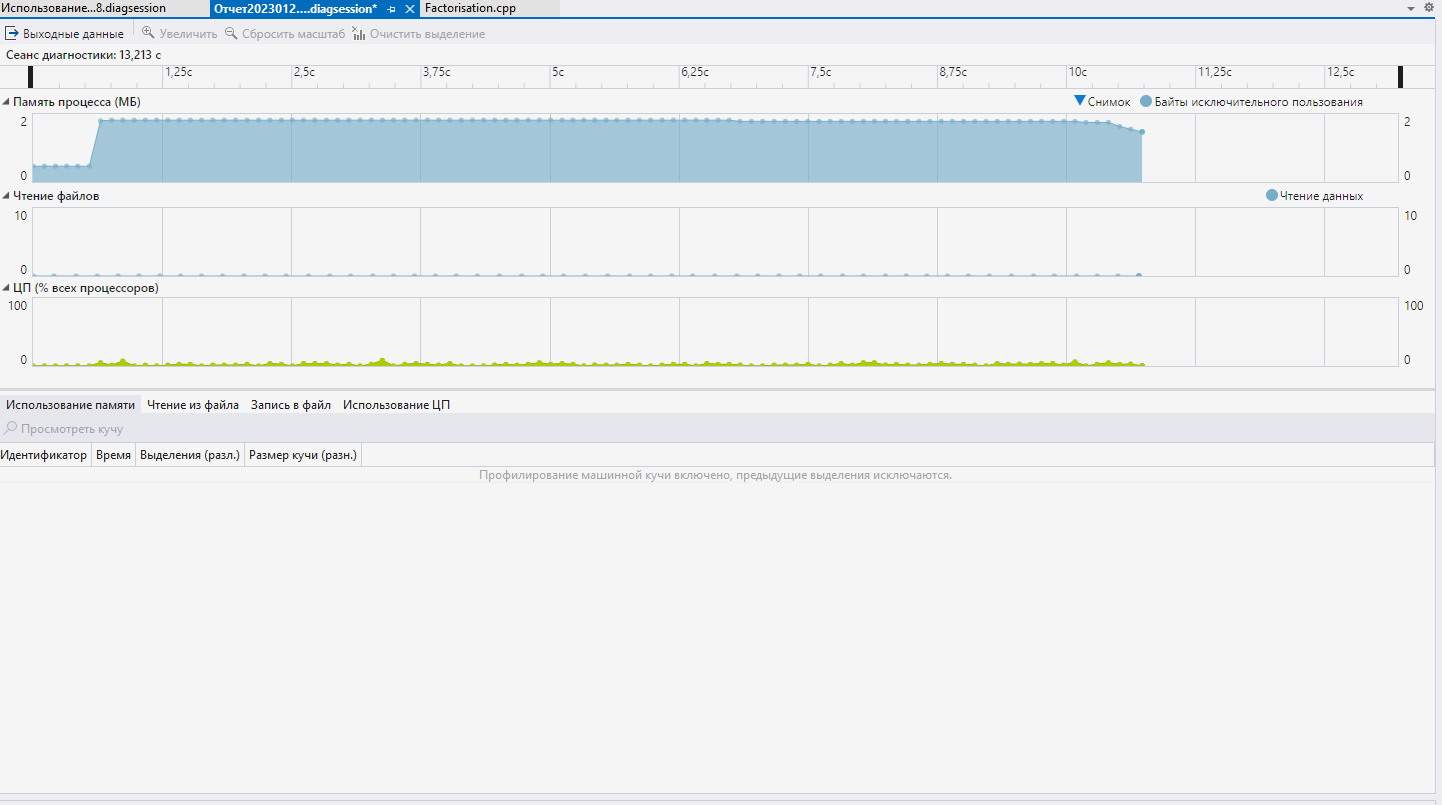 Использование...8.diagsession Отчет2023012....diagsession* Factorisation.cpp
Выходные данные Увеличить Сбросить масштаб Очистить выделение
Сеанс диагностики: 13,213 с
1,25с 2,5с 3,75с 5с 6,25с 7,5с 8,75с 10с 11,25с 12,5с
Память процесса (МБ) Снимок Байты исключительного пользования
2 2
0 0
Чтение файлов Чтение данных
10 10
0 0
ЦП (% всех процессоров)
100 100
0 0
Использование памяти Чтение из файла Запись в файл Использование ЦП
Просмотреть кучу
Идентификатор Время Выделения (разл.) Размер кучи (разн.)
Профилирование машинной кучи включено, предыдущие выделения исключаются.